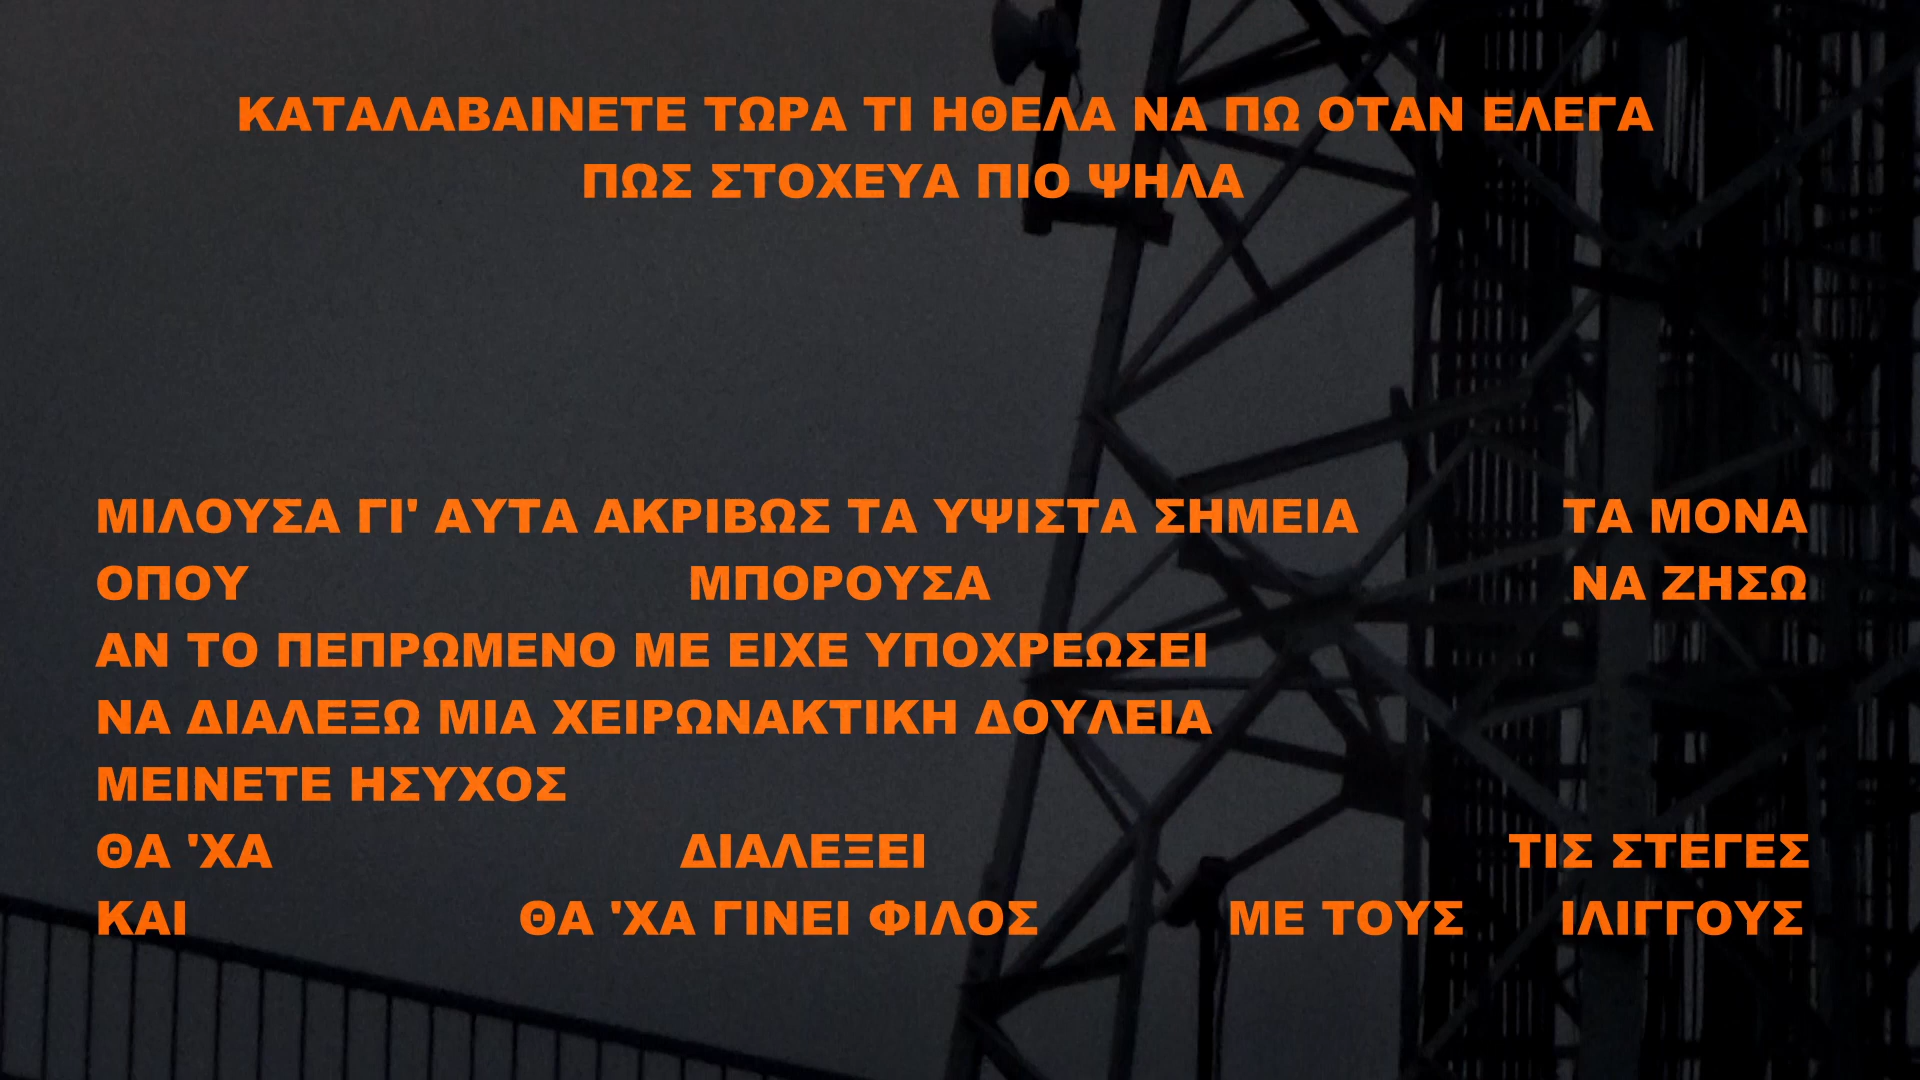 ΚΑΤΑΛΑΒΑΙΝΕΤΕ ΤΩΡΑ ΤΙ ΗΘΕΛΑ ΝΑ ΠΩ ΟΤΑΝ ΕΛΕΓΑ
ΠΩΣ ΣΤΟΧΕΥΑ ΠΙΟ ΨΗΛΑ
ΜΙΛΟΥΣΑ ΓΙ' ΑΥΤΑ ΑΚΡΙΒΩΣ ΤΑ ΥΨΙΣΤΑ ΣΗΜΕΙΑ ΤΑ ΜΟΝΑ
ΟΠΟΥ ΜΠΟΡΟΥΣΑ ΝΑ ΖΗΣΩ
ΑΝ ΤΟ ΠΕΠΡΩΜΕΝΟ ΜΕ ΕΙΧΕ ΥΠΟΧΡΕΩΣΕΙ
ΝΑ ΔΙΑΛΕΞΩ ΜΙΑ ΧΕΙΡΩΝΑΚΤΙΚΗ ΔΟΥΛΕΙΑ
ΜΕΙΝΕΤΕ ΗΣΥΧΟΣ
ΘΑ 'ΧΑ ΔΙΑΛΕΞΕΙ ΤΙΣ ΣΤΕΓΕΣ
ΚΑΙ ΘΑ 'ΧΑ ΓΙΝΕΙ ΦΙΛΟΣ ΜΕ ΤΟΥΣ ΙΛΙΓΓΟΥΣ